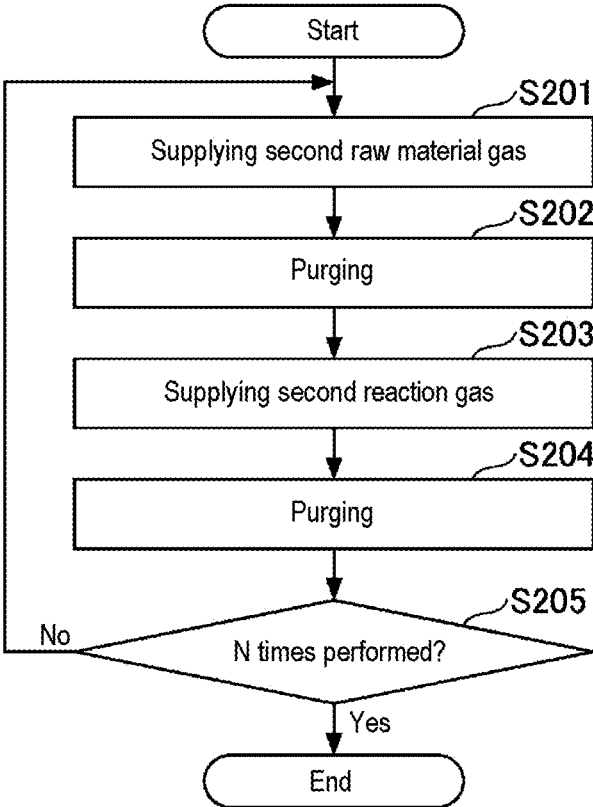 Start
S201
Supplying second raw material gas
S202
Purging
S203
Supplying second reaction gas
S204
Purging
S205
No
N times performed?
Yes
End